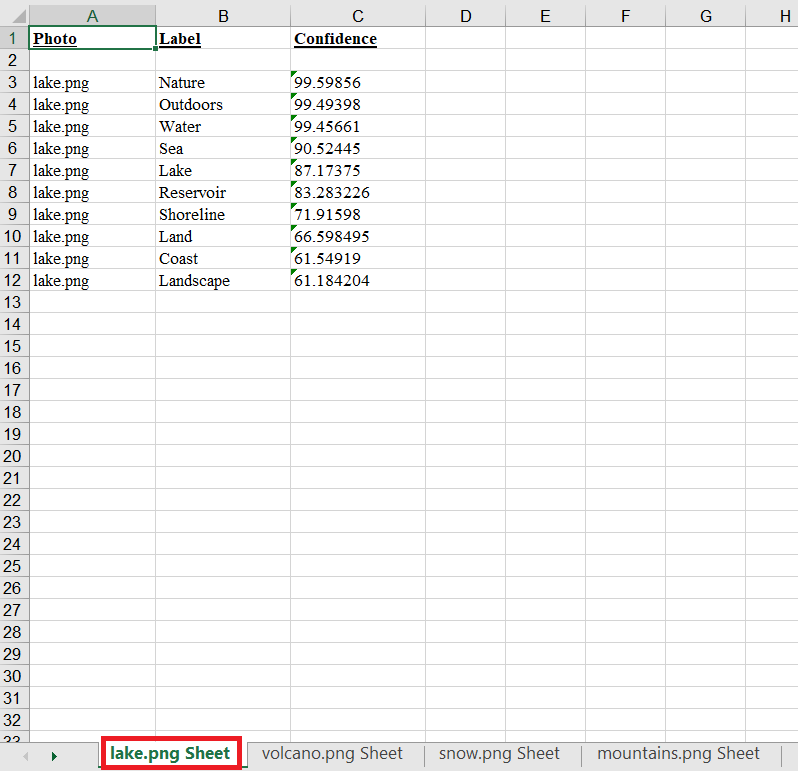 A B C D E F G H
1 Photo Label Confidence
2
3 lake.png Nature 99.59856
4 lake.png Outdoors 99.49398
5 lake.png Water 99.45661
6 lake.png Sea 90.52445
7 lake.png Lake 87.17375
8 lake.png Reservoir 83.283226
9 lake.png Shoreline 71.91598
10 lake.png Land 66.598495
11 lake.png Coast 61.54919
12 lake.png Landscape 61.184204
13
14
15
16
17
18
19
20
21
22
23
24
25
26
27
28
29
30
31
32
33
lake.png Sheet volcano.png Sheet snow.png Sheet mountains.png Sheet